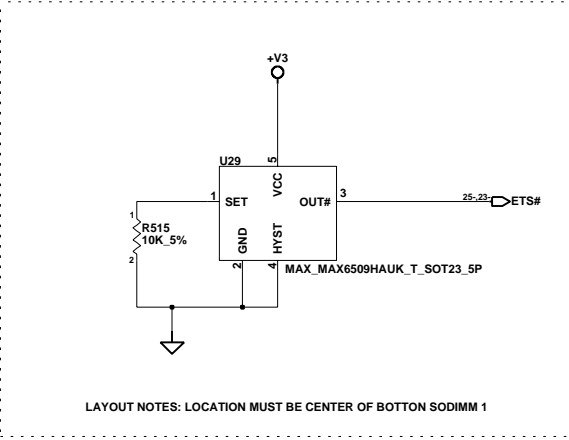 +V3
U29
5
VCC
1
SET
OUT#
3
25-,23-
ETS#
1
R515
10K_5%
2
GND
HYST
2
4
MAX_MAX6509HAUK_T_SOT23_5P
LAYOUT NOTES: LOCATION MUST BE CENTER OF BOTTON SODIMM 1